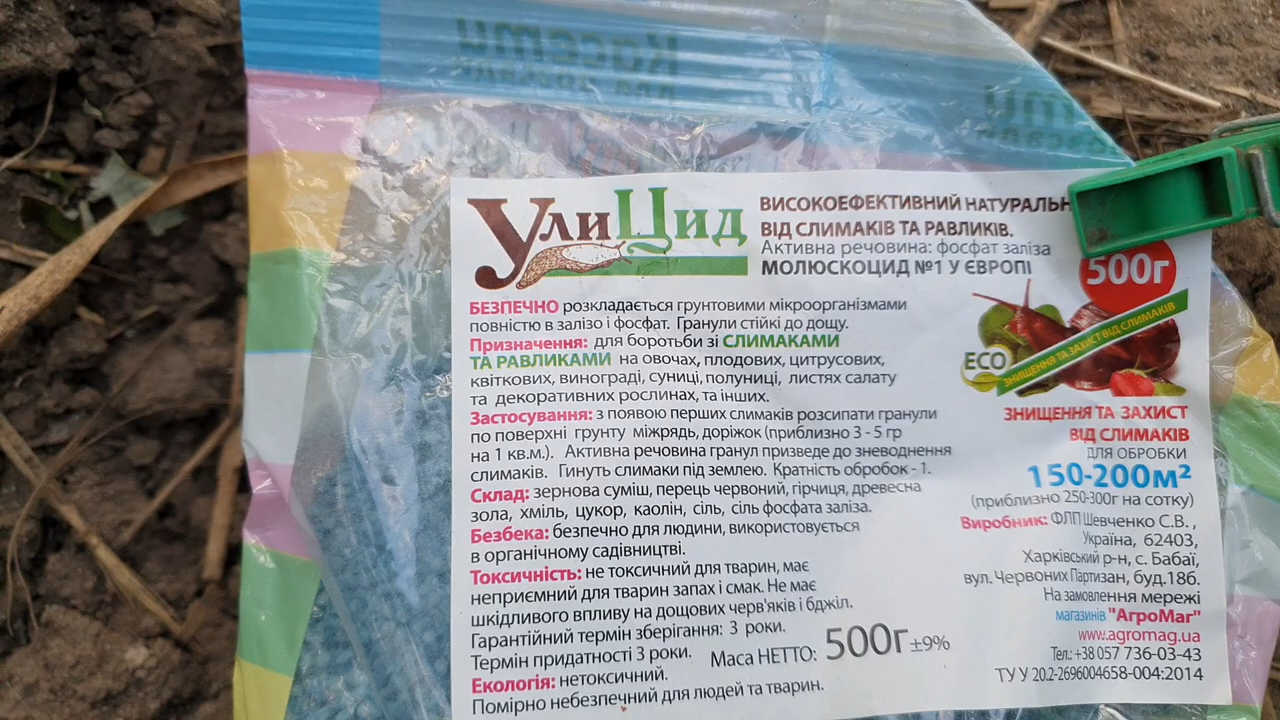 Касети
для розсади
УлиЦид
ВИСОКОЕФЕКТИВНИЙ НАТУРАЛЬН
ВІД СЛИМАКІВ ТА РАВЛИКІВ.
Активна речовина: фосфат заліза
МОЛЮСКОЦИД №1 У ЄВРОПІ
БЕЗПЕЧНО розкладається грунтовими мікроорганізмами
повністю в залізо і фосфат. Гранули стійкі до дощу.
Призначення: для боротьби зі СЛИМАКАМИ
ТА РАВЛИКАМИ на овочах, плодових, цитрусових,
квіткових, винограді, суниці, полуниці, листях салату
та декоративних рослинах, та інших.
Застосування: з появою перших слимаків розсипати гранули
по поверхні грунту міжрядь, доріжок (приблизно 3 - 5 гр
на 1 кв.м.). Активна речовина гранул призведе до зневоднення
слимаків. Гинуть слимаки під землею. Кратність обробок - 1.
Склад: зернова суміш, перець червоний, гірчиця, древесна
зола, хміль, цукор, каолін, сіль, сіль фосфата заліза.
Безбека: безпечно для людини, використовується
в органічному садівництві.
Токсичність: не токсичний для тварин, має
неприємний для тварин запах і смак. Не має
шкідливого впливу на дощових черв'яків і бджіл.
Гарантійний термін зберігання: 3 роки.
Термін придатності 3 роки.
Маса НЕТТО: 500г ±9%
Екологія: нетоксичний.
Помірно небезпечний для людей та тварин.
500г
ECO
ЗНИЩЕННЯ ТА ЗАХИСТ ВІД СЛИМАКІВ
ЗНИЩЕННЯ ТА ЗАХИСТ
ВІД СЛИМАКІВ
ДЛЯ ОБРОБКИ
150-200м²
(приблизно 250-300г на сотку)
Виробник: ФЛП Шевченко С.В. ,
Україна, 62403,
Харківський р-н, с. Бабаї,
вул. Червоних Партизан, буд.18б.
На замовлення мережі
магазинів "АгроМаг"
www.agromag.ua
Тел.: +38 057 736-03-43
ТУ У 20.2-2696004658-004:2014